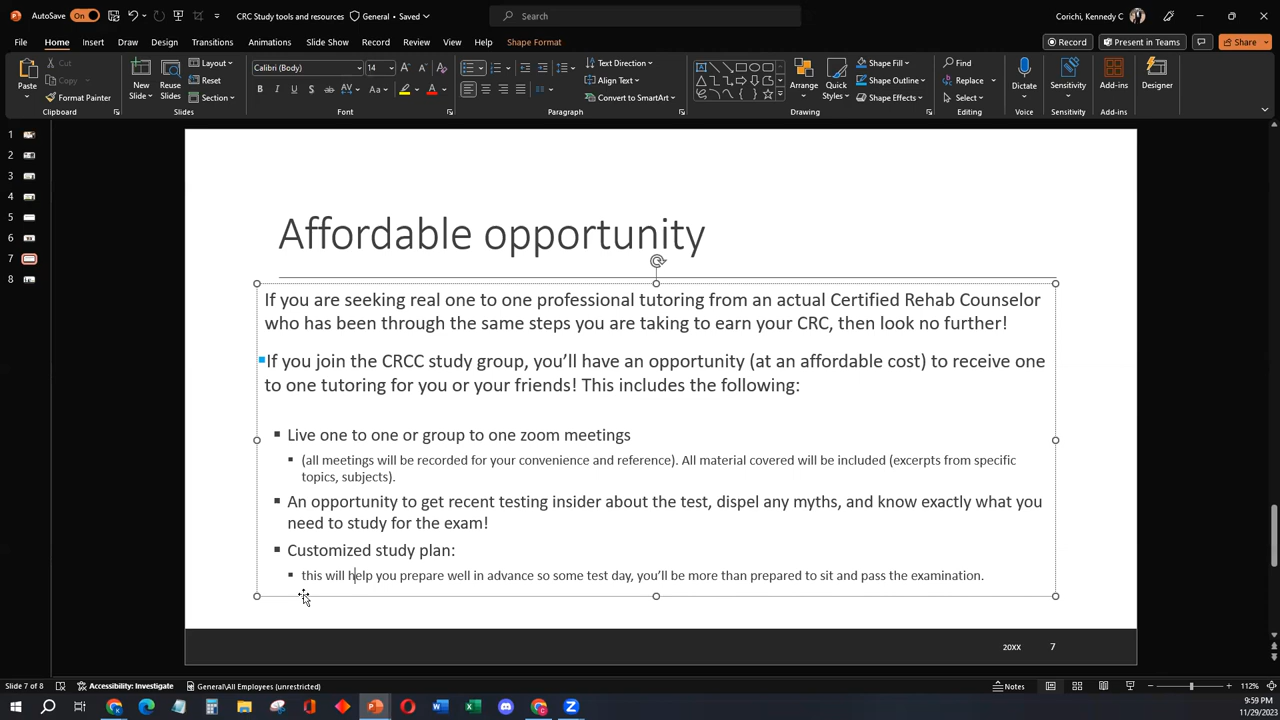 AutoSave On CRC Study tools and resources General • Saved Search Corichi, Kennedy C
File Home Insert Draw Design Transitions Animations Slide Show Record Review View Help Shape Format Record Present in Teams Share
Paste Cut Copy Format Painter
Clipboard
New Slide Reuse Slides Layout Reset Section
Slides
Calibri (Body) 14
B I U S ab AV Aa A
Font
Text Direction Align Text Convert to SmartArt
Paragraph
Arrange Quick Styles Shape Fill Shape Outline Shape Effects
Drawing
Find Replace Select
Editing
Dictate
Voice
Sensitivity
Sensitivity
Add-ins
Add-ins
Designer
1
2
3
4
5
6
7
8
Affordable opportunity
If you are seeking real one to one professional tutoring from an actual Certified Rehab Counselor
who has been through the same steps you are taking to earn your CRC, then look no further!
If you join the CRCC study group, you’ll have an opportunity (at an affordable cost) to receive one
to one tutoring for you or your friends! This includes the following:
Live one to one or group to one zoom meetings
(all meetings will be recorded for your convenience and reference). All material covered will be included (excerpts from specific
topics, subjects).
An opportunity to get recent testing insider about the test, dispel any myths, and know exactly what you
need to study for the exam!
Customized study plan:
this will help you prepare well in advance so some test day, you’ll be more than prepared to sit and pass the examination.
20XX 7
Slide 7 of 8 Accessibility: Investigate General\All Employees (unrestricted) Notes 112%
9:59 PM
11/29/2023